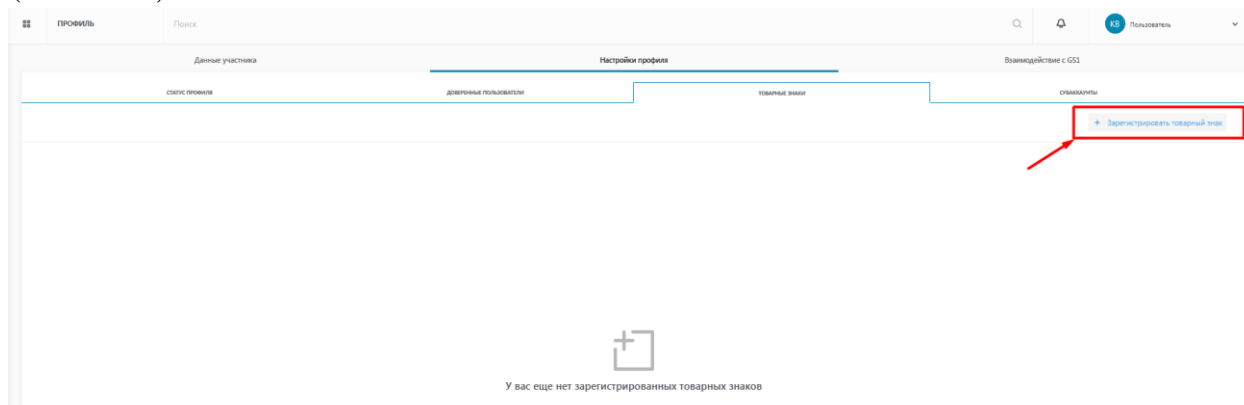 ПРОФИЛЬ Поиск КВ Пользователь
Данные участника Настройки профиля Взаимодействие с GS1
СТАТУС ПРОФИЛЯ ДОВЕРЕННЫЕ ПОЛЬЗОВАТЕЛИ ТОВАРНЫЕ ЗНАКИ СУБАККАУНТЫ
+ Зарегистрировать товарный знак
У вас еще нет зарегистрированных товарных знаков